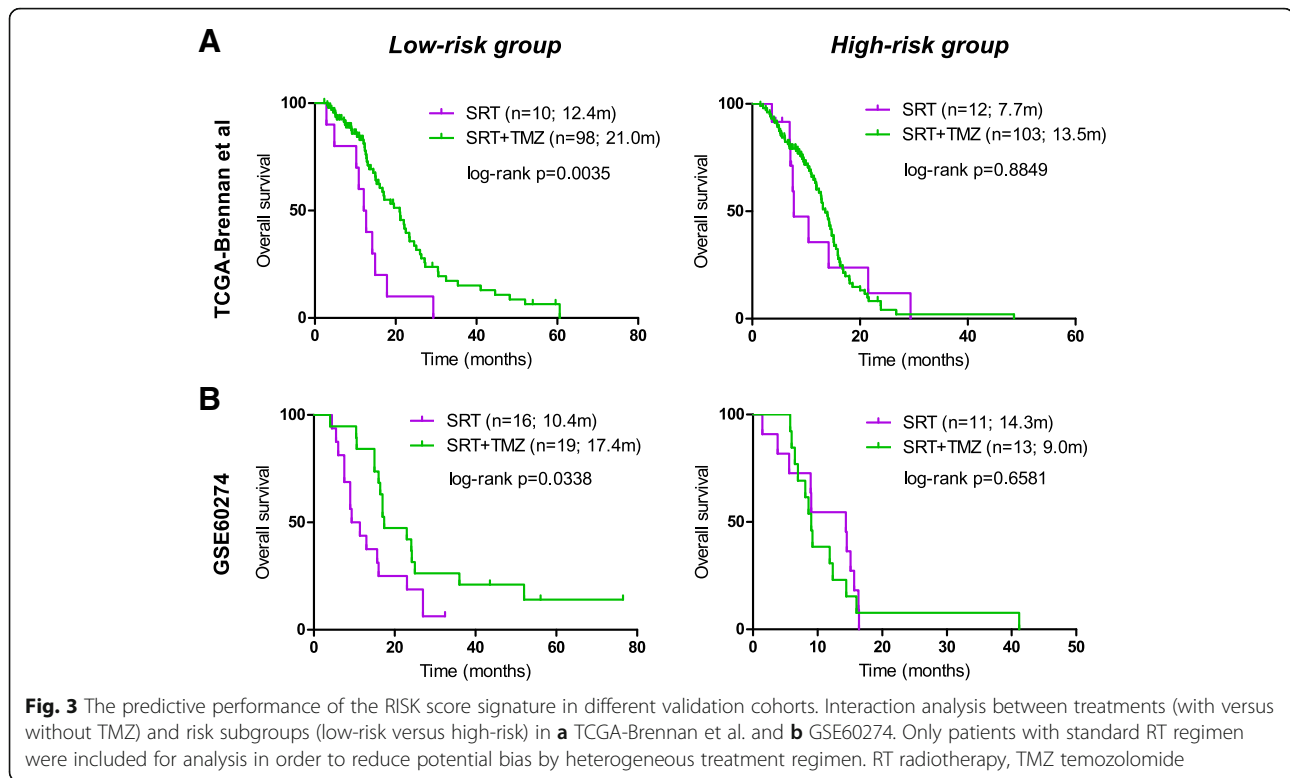 A
Low-risk group
High-risk group
TCGA-Brennan et al
Overall survival
100
50
0
SRT (n=10; 12.4m)
SRT+TMZ (n=98; 21.0m)
log-rank p=0.0035
0 20 40 60 80
Time (months)
Overall survival
100
50
0
SRT (n=12; 7.7m)
SRT+TMZ (n=103; 13.5m)
log-rank p=0.8849
0 20 40 60
Time (months)
B
GSE60274
Overall survival
100
50
0
SRT (n=16; 10.4m)
SRT+TMZ (n=19; 17.4m)
log-rank p=0.0338
0 20 40 60 80
Time (months)
Overall survival
100
50
0
SRT (n=11; 14.3m)
SRT+TMZ (n=13; 9.0m)
log-rank p=0.6581
0 10 20 30 40 50
Time (months)
Fig. 3 The predictive performance of the RISK score signature in different validation cohorts. Interaction analysis between treatments (with versus
without TMZ) and risk subgroups (low-risk versus high-risk) in a TCGA-Brennan et al. and b GSE60274. Only patients with standard RT regimen
were included for analysis in order to reduce potential bias by heterogeneous treatment regimen. RT radiotherapy, TMZ temozolomide